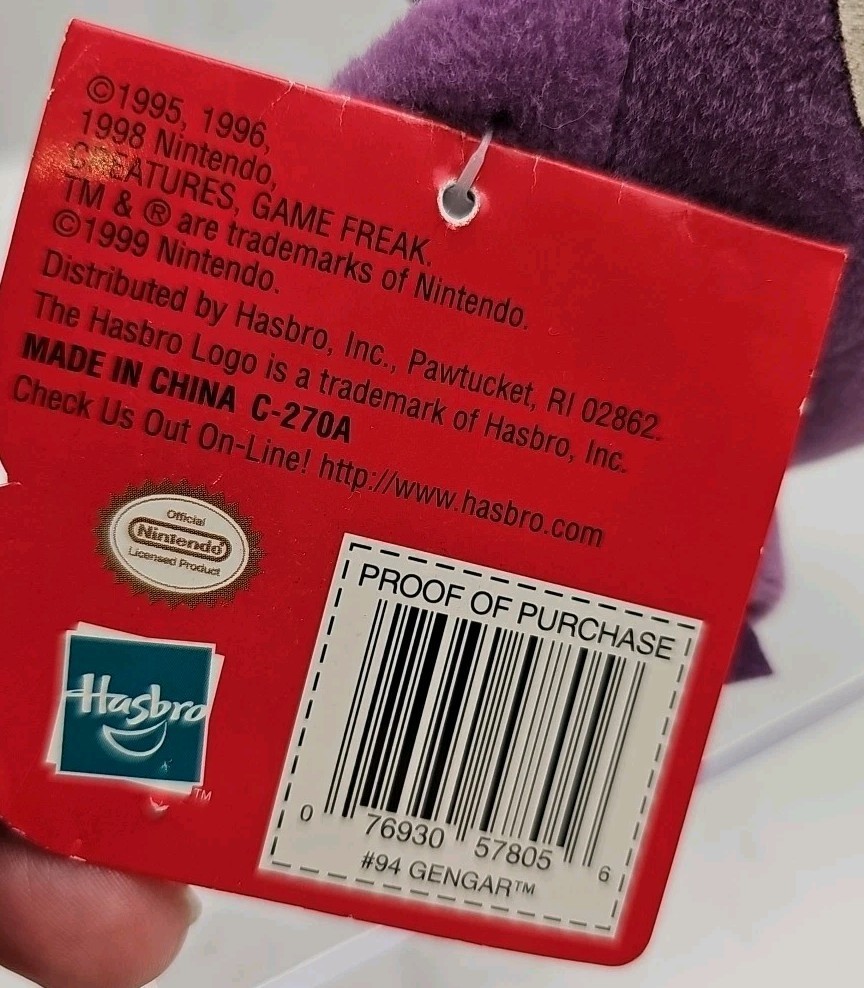 ©1995, 1996,
1998 Nintendo,
CREATURES, GAME FREAK.
TM & ® are trademarks of Nintendo.
©1999 Nintendo.
Distributed by Hasbro, Inc., Pawtucket, RI 02862.
The Hasbro Logo is a trademark of Hasbro, Inc.
MADE IN CHINA C-270A
Check Us Out On-Line! http://www.hasbro.com
Official
Nintendo®
Licensed Product
Hasbro
TM
PROOF OF PURCHASE
0 76930 57805 6
#94 GENGAR™